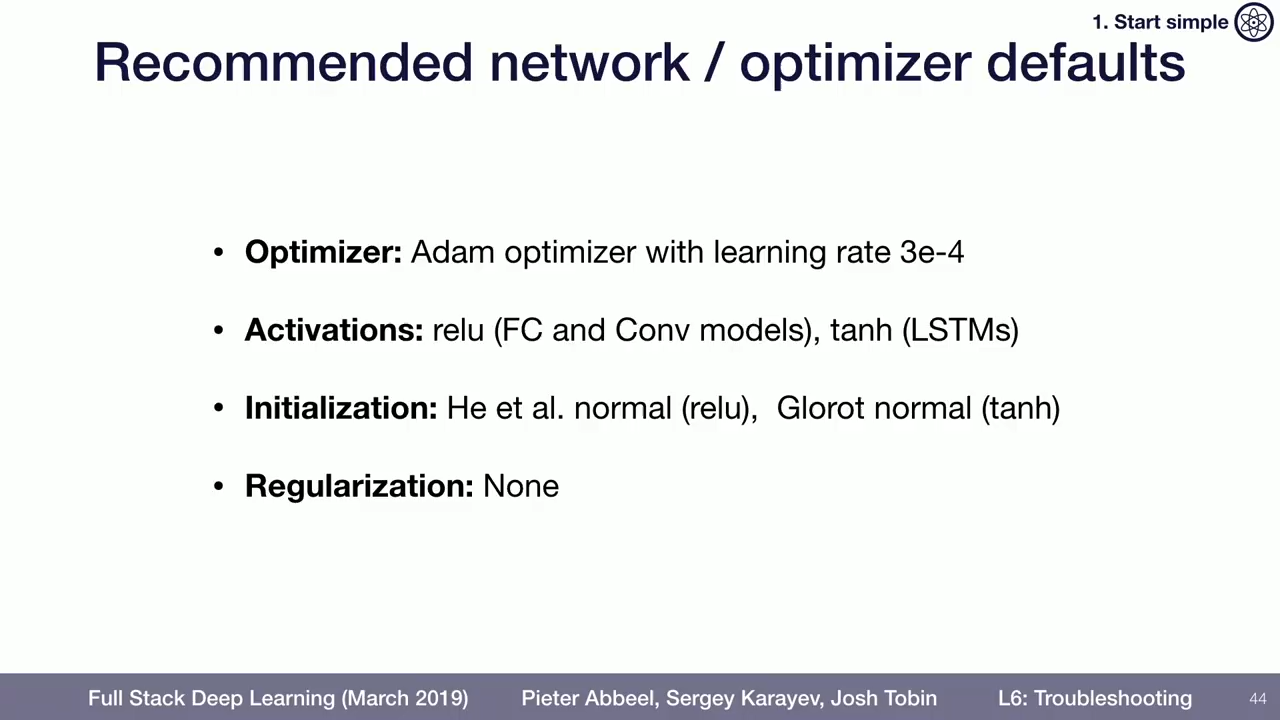 1. Start simple
Recommended network / optimizer defaults
• Optimizer: Adam optimizer with learning rate 3e-4
• Activations: relu (FC and Conv models), tanh (LSTMs)
• Initialization: He et al. normal (relu),  Glorot normal (tanh)
• Regularization: None
Full Stack Deep Learning (March 2019) Pieter Abbeel, Sergey Karayev, Josh Tobin L6: Troubleshooting 44